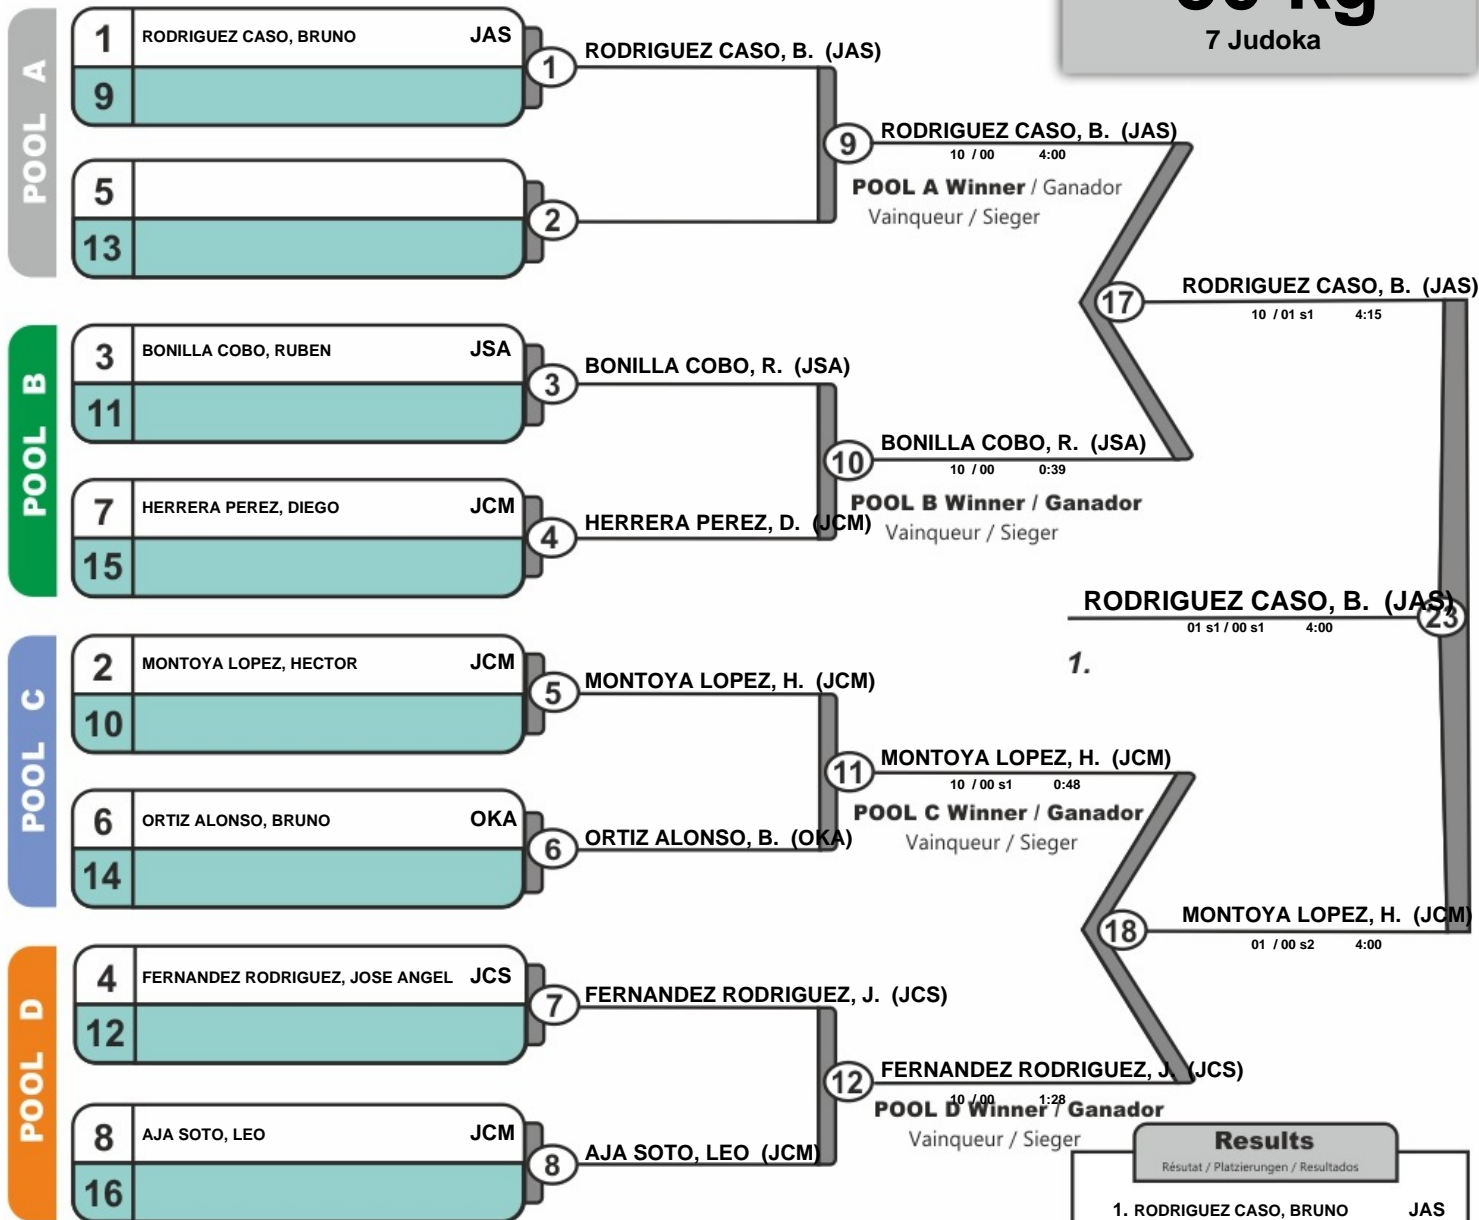 7 Judoka
POOL A
1 RODRIGUEZ CASO, BRUNO JAS
9
5
13
1 RODRIGUEZ CASO, B. (JAS)
2
9 RODRIGUEZ CASO, B. (JAS)
10 / 00 4:00
POOL A Winner / Ganador
Vainqueur / Sieger
POOL B
3 BONILLA COBO, RUBEN JSA
11
7 HERRERA PEREZ, DIEGO JCM
15
3 BONILLA COBO, R. (JSA)
4 HERRERA PEREZ, D. (JCM)
10 BONILLA COBO, R. (JSA)
10 / 00 0:39
POOL B Winner / Ganador
Vainqueur / Sieger
17 RODRIGUEZ CASO, B. (JAS)
10 / 01 s1 4:15
RODRIGUEZ CASO, B. (JAS) 23
01 s1 / 00 s1 4:00
1.
POOL C
2 MONTOYA LOPEZ, HECTOR JCM
10
6 ORTIZ ALONSO, BRUNO OKA
14
5 MONTOYA LOPEZ, H. (JCM)
6 ORTIZ ALONSO, B. (OKA)
11 MONTOYA LOPEZ, H. (JCM)
10 / 00 s1 0:48
POOL C Winner / Ganador
Vainqueur / Sieger
18 MONTOYA LOPEZ, H. (JCM)
01 / 00 s2 4:00
POOL D
4 FERNANDEZ RODRIGUEZ, JOSE ANGEL JCS
12
8 AJA SOTO, LEO JCM
16
7 FERNANDEZ RODRIGUEZ, J. (JCS)
8 AJA SOTO, LEO (JCM)
12 FERNANDEZ RODRIGUEZ, J. (JCS)
10 / 00 1:28
POOL D Winner / Ganador
Vainqueur / Sieger
Results
Résutat / Platzierungen / Resultados
1. RODRIGUEZ CASO, BRUNO JAS